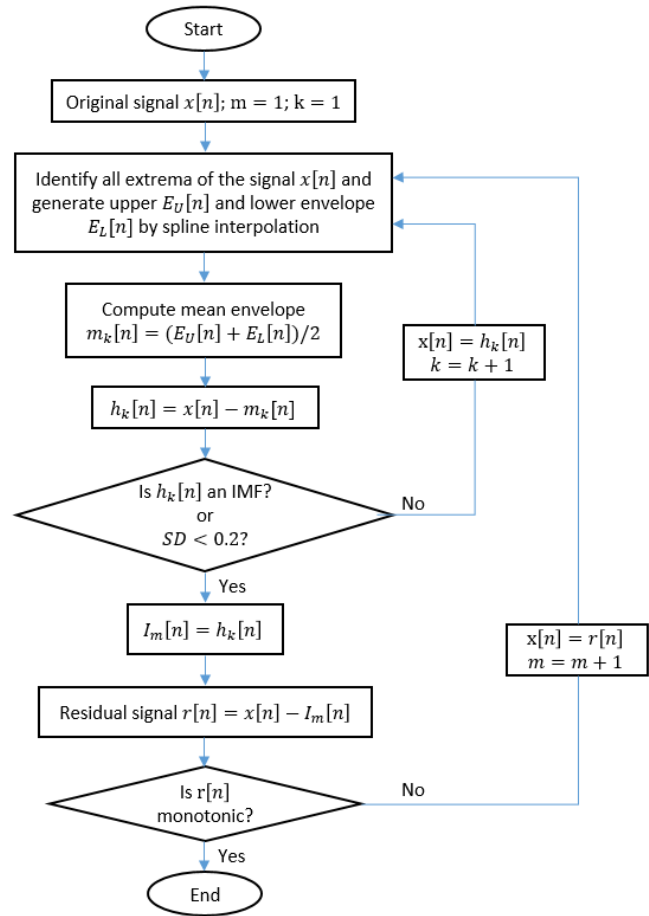 Start
Original signal x[n]; m = 1; k = 1
Identify all extrema of the signal x[n] and
generate upper E_U[n] and lower envelope
E_L[n] by spline interpolation
Compute mean envelope
m_k[n] = (E_U[n] + E_L[n])/2
x[n] = h_k[n]
k = k + 1
h_k[n] = x[n] − m_k[n]
Is h_k[n] an IMF?
or
SD < 0.2?
No
Yes
I_m[n] = h_k[n]
x[n] = r[n]
m = m + 1
Residual signal r[n] = x[n] − I_m[n]
Is r[n]
monotonic?
No
Yes
End